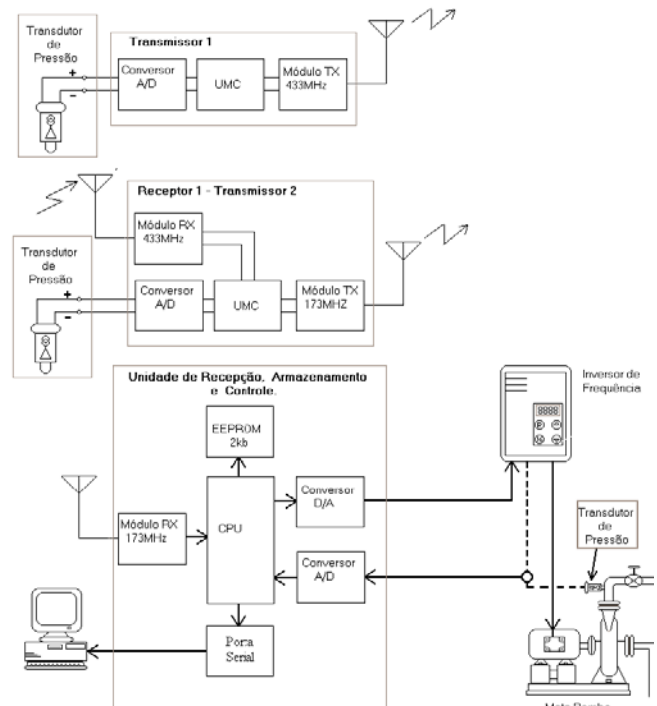 Transdutor
de
Pressão
+
−
Transmissor 1
Conversor
A/D
UMC
Módulo TX
433MHz
Receptor 1 - Transmissor 2
Módulo RX
433MHz
Transdutor
de
Pressão
+
−
Conversor
A/D
UMC
Módulo TX
173MHZ
Unidade de Recepção, Armazenamento
e Controle.
EEPROM
2kb
Módulo RX
173MHz
CPU
Conversor
D/A
Conversor
A/D
Porta
Serial
Inversor de
Frequência
Transdutor
de
Pressão
Moto Bomba